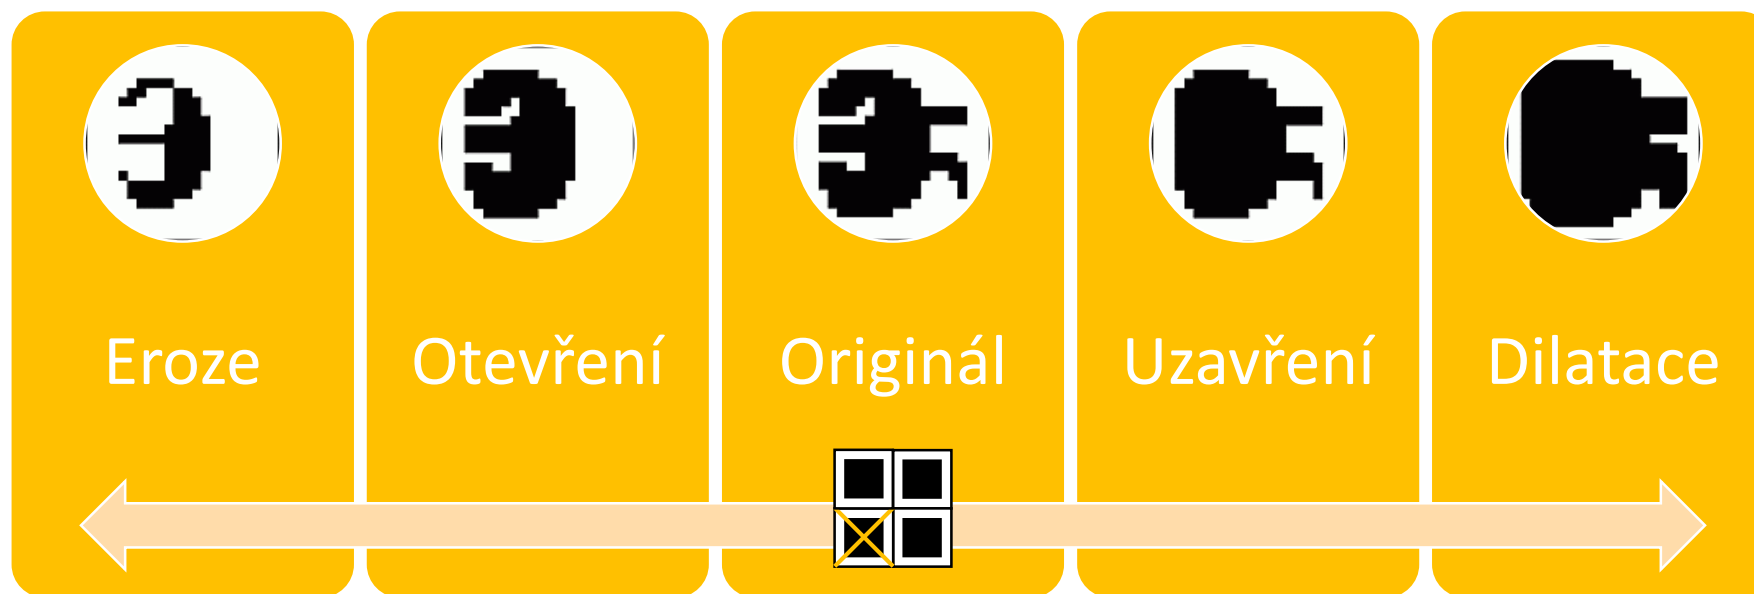 Eroze
Otevření
Originál
Uzavření
Dilatace